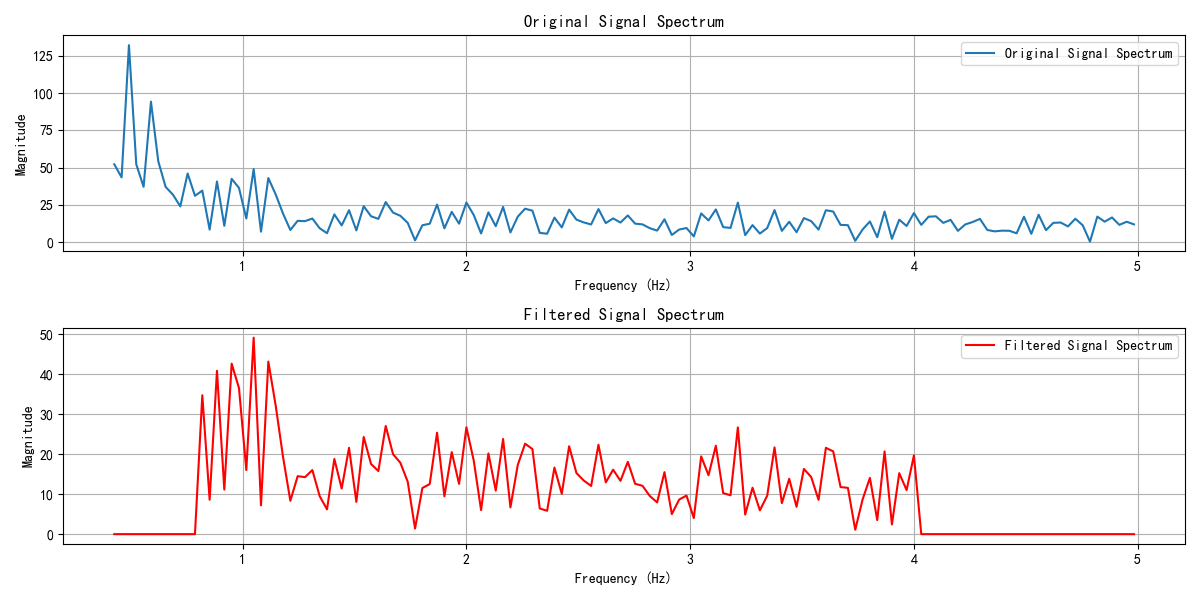 Original Signal Spectrum
Original Signal Spectrum
Magnitude
125
100
75
50
25
0
1
2
3
4
5
Frequency (Hz)
Filtered Signal Spectrum
Filtered Signal Spectrum
Magnitude
50
40
30
20
10
0
1
2
3
4
5
Frequency (Hz)